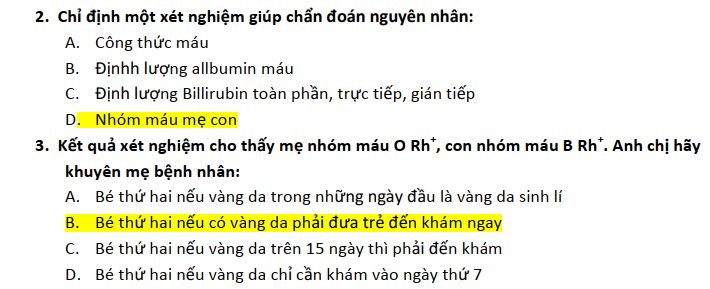 2. Chỉ định một xét nghiệm giúp chẩn đoán nguyên nhân:
A. Công thức máu
B. Địnhh lượng allbumin máu
C. Định lượng Billirubin toàn phần, trực tiếp, gián tiếp
D. Nhóm máu mẹ con
3. Kết quả xét nghiệm cho thấy mẹ nhóm máu O Rh⁺, con nhóm máu B Rh⁺. Anh chị hãy
khuyên mẹ bệnh nhân:
A. Bé thứ hai nếu vàng da trong những ngày đầu là vàng da sinh lí
B. Bé thứ hai nếu có vàng da phải đưa trẻ đến khám ngay
C. Bé thứ hai nếu vàng da trên 15 ngày thì phải đến khám
D. Bé thứ hai nếu vàng da chỉ cần khám vào ngày thứ 7